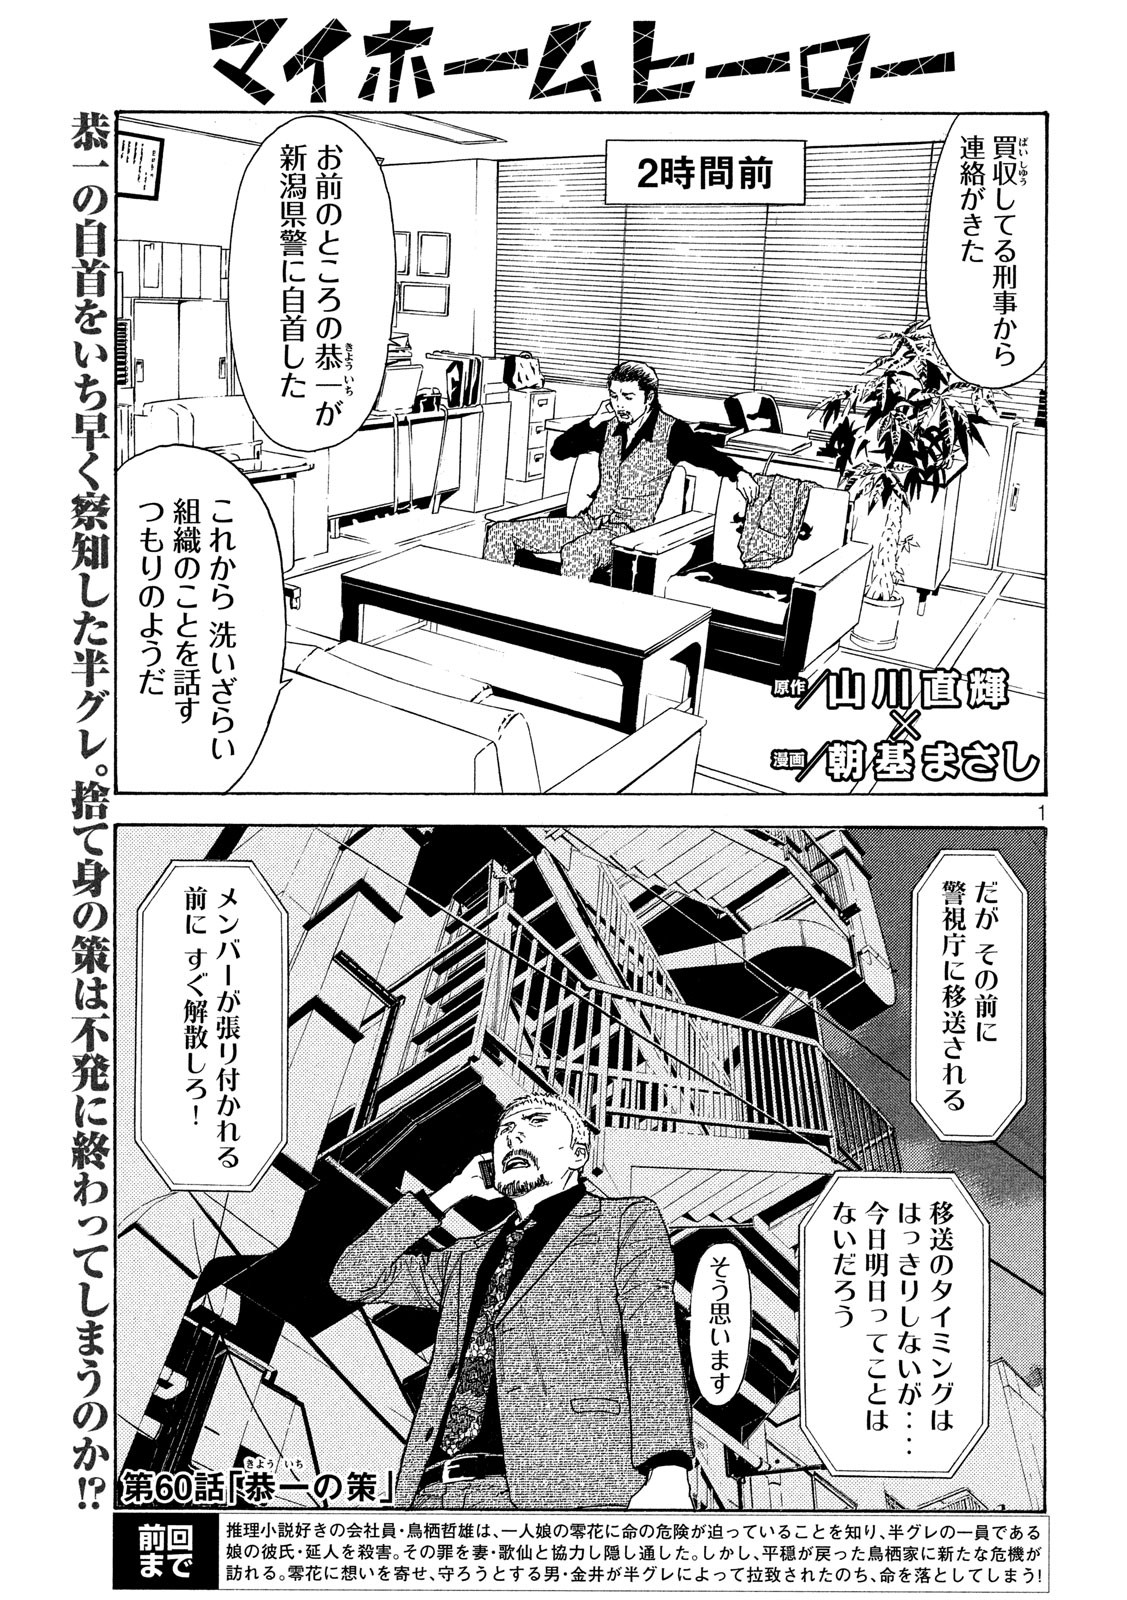 マイホームヒーロー
恭一の自首をいち早く察知した半グレ。捨て身の策は不発に終わってしまうのか!?
2時間前
買収してる刑事から
ばいしゅう
連絡がきた
お前のところの恭一が
きよういち
新潟県警に自首した
これから 洗いざらい
組織のことを話す
つもりのようだ
原作/山川直輝
×
漫画/朝基まさし
1
だが その前に
警視庁に移送される
移送のタイミングは
はっきりしないが‥‥
今日明日ってことは
ないだろう
そう思います
メンバーが張り付かれる
前に すぐ解散しろ!
第60話「恭一の策」
きよういち
前回
まで
推理小説好きの会社員・鳥栖哲雄は、一人娘の零花に命の危険が迫っていることを知り、半グレの一員である
娘の彼氏・延人を殺害。その罪を妻・歌仙と協力し隠し通した。しかし、平穏が戻った鳥栖家に新たな危機が
訪れる。零花に想いを寄せ、守ろうとする男・金井が半グレによって拉致されたのち、命を落としてしまう!